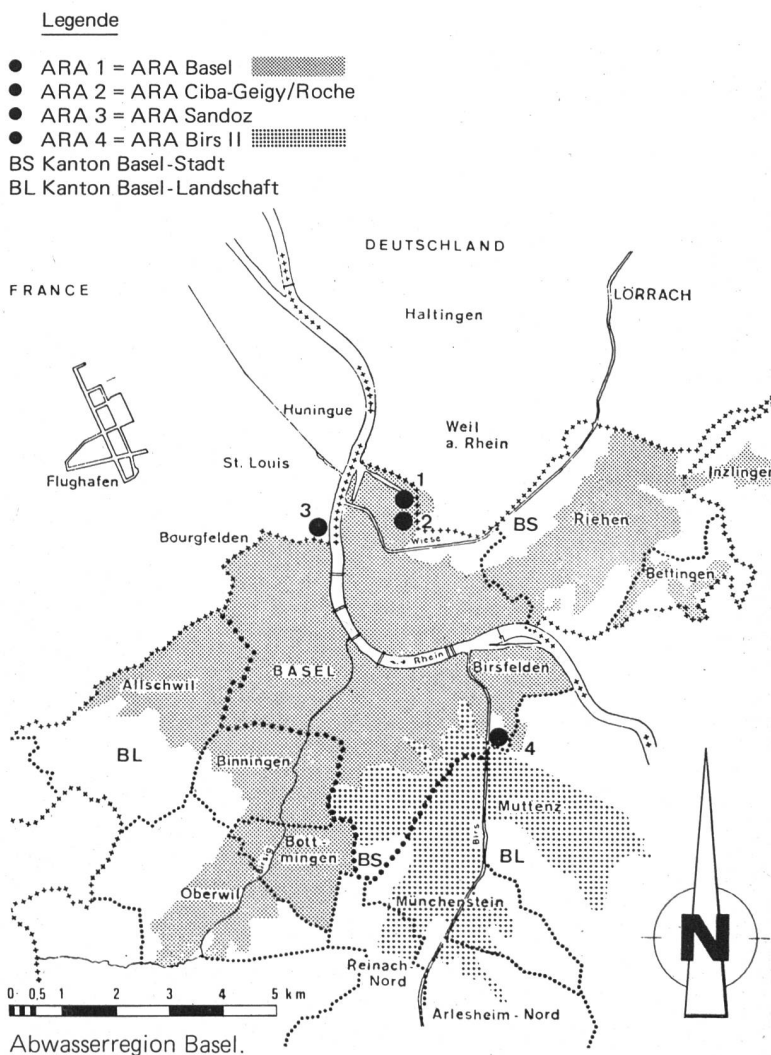 Legende
● ARA 1 = ARA Basel
● ARA 2 = ARA Ciba-Geigy/Roche
● ARA 3 = ARA Sandoz
● ARA 4 = ARA Birs II
BS Kanton Basel-Stadt
BL Kanton Basel-Landschaft
DEUTSCHLAND
FRANCE
LÖRRACH
Haltingen
Huningue
Weil
a. Rhein
St. Louis
Flughafen
Inzlingen
1
3
2
BS
Riehen
Bourgfelden
Wiese
Bettingen
Rhein
BASEL
Birsfelden
Allschwil
BL
Binningen
4
Muttenz
Birs
Bott-
mingen
BS
BL
Birsig
Oberwil
Münchenstein
N
Reinach-
Nord
Arlesheim-Nord
0 0,5 1 2 3 4 5 km
Abwasserregion Basel.